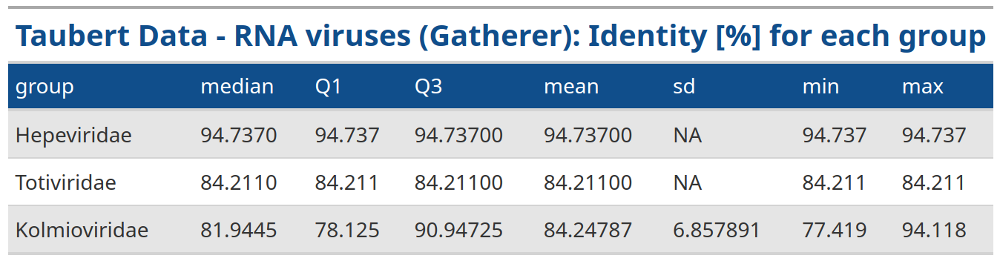 Taubert Data - RNA viruses (Gatherer): Identity [%] for each group
group median Q1 Q3 mean sd min max
Hepeviridae 94.7370 94.737 94.73700 94.73700 NA 94.737 94.737
Totiviridae 84.2110 84.211 84.21100 84.21100 NA 84.211 84.211
Kolmioviridae 81.9445 78.125 90.94725 84.24787 6.857891 77.419 94.118